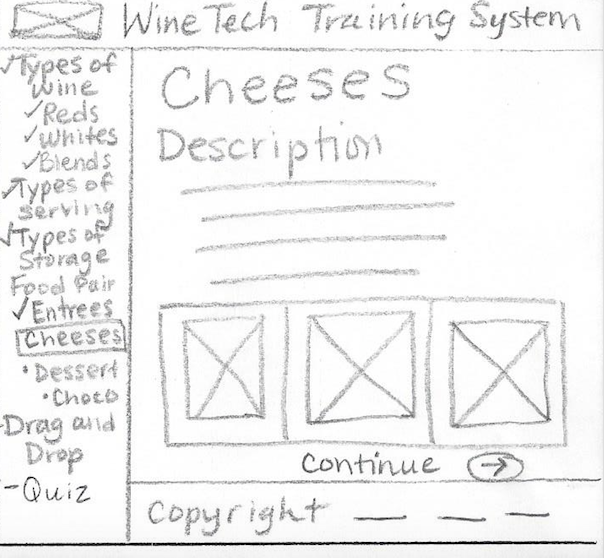 Wine Tech Training System
✓Types of
Wine
✓Reds
✓Whites
✓Blends
✓Types of
serving
✓Types of
Storage
Food Pair
✓Entrees
Cheeses
•Dessert
•Choco
-Drag and
Drop
-Quiz
Cheeses
Description
Continue →
Copyright